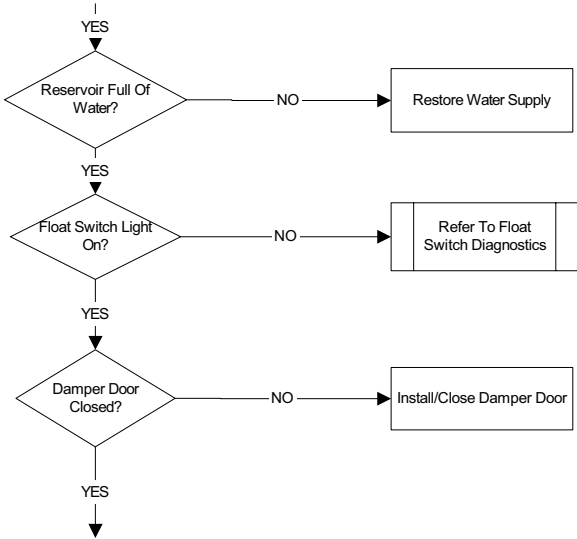 YES
Reservoir Full Of
Water?
NO
Restore Water Supply
YES
Float Switch Light
On?
NO
Refer To Float
Switch Diagnostics
YES
Damper Door
Closed?
NO
Install/Close Damper Door
YES